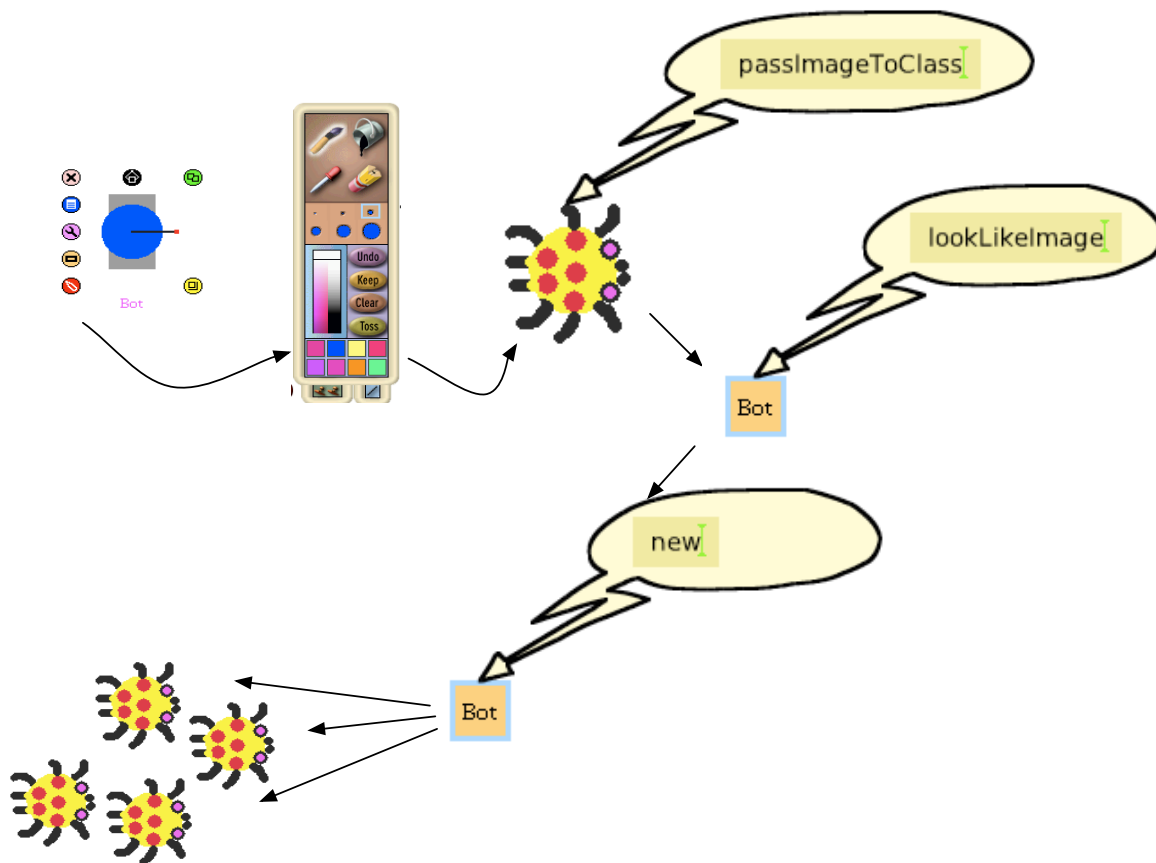 passImageToClass
lookLikeImage
Undo
Keep
Clear
Toss
Bot
Bot
new
Bot